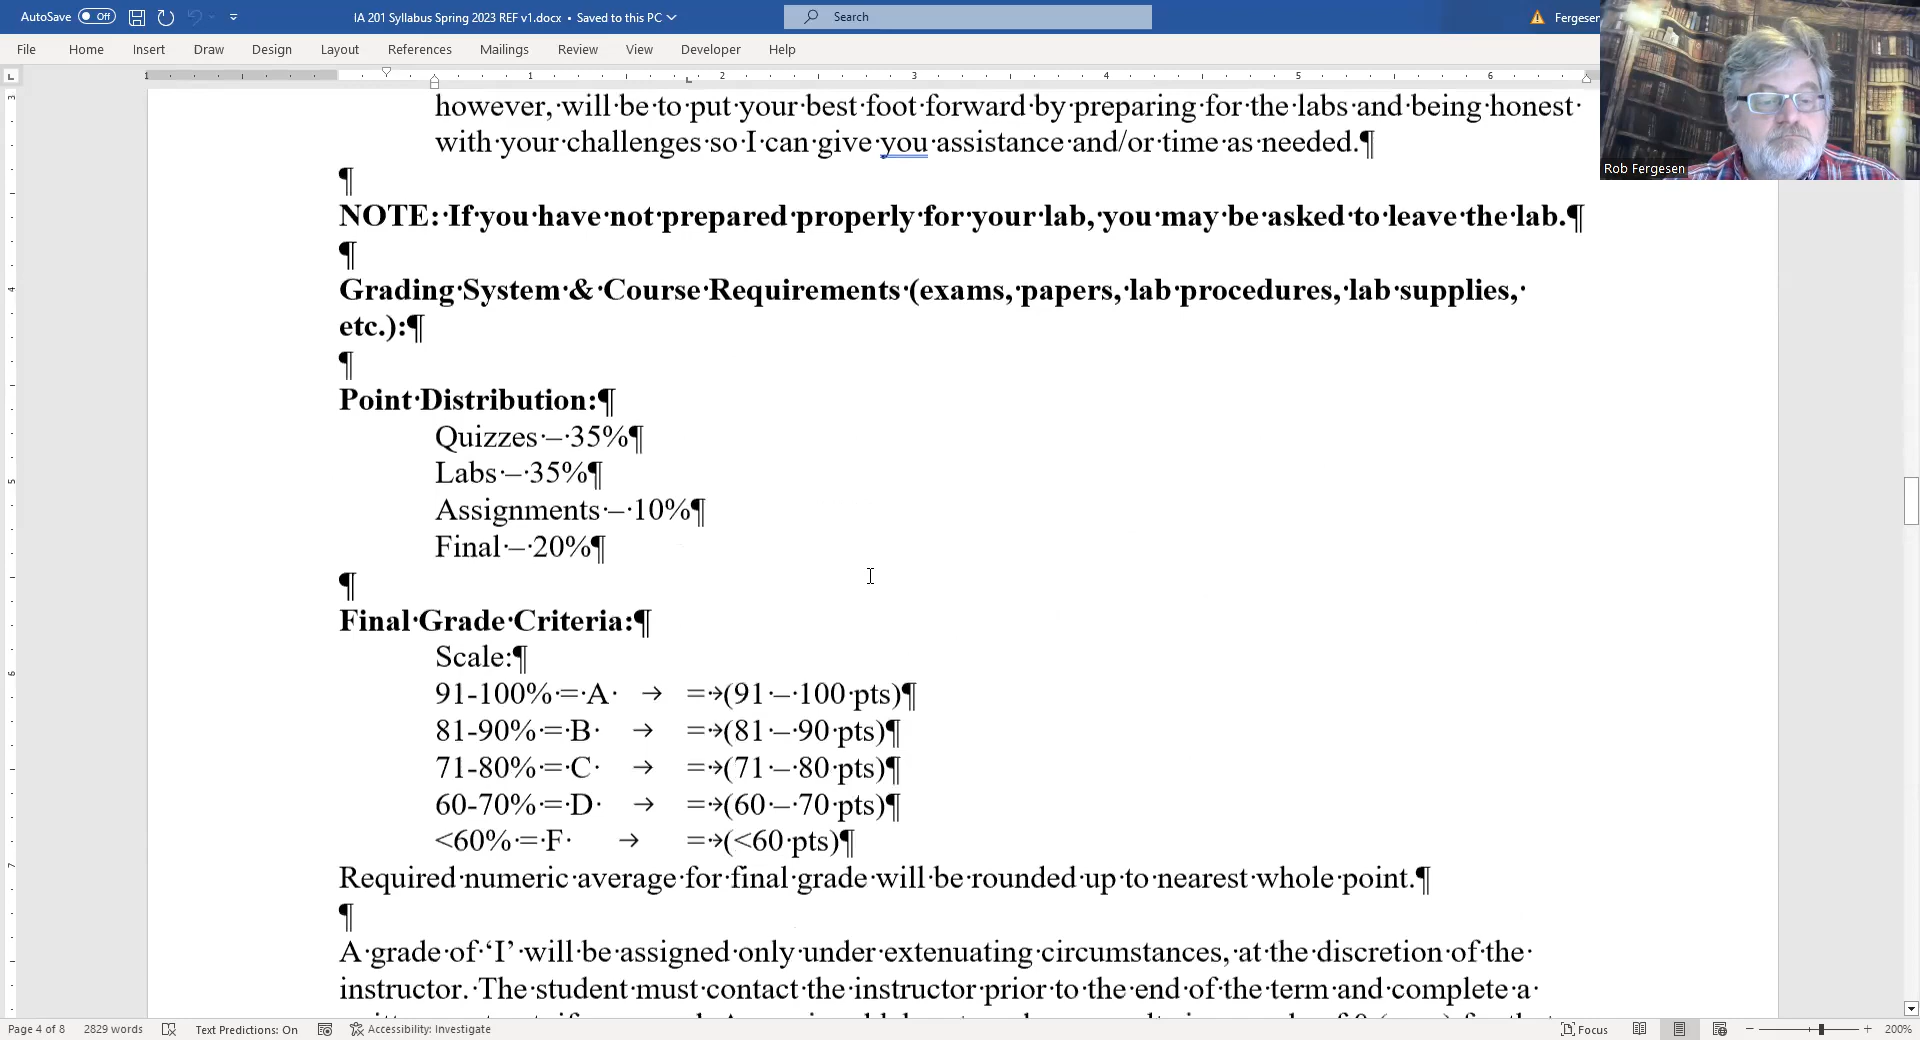 AutoSave Off IA 201 Syllabus Spring 2023 REF v1.docx • Saved to this PC Search Fergesen
File Home Insert Draw Design Layout References Mailings Review View Developer Help
1 1 2 3 4 5 6
however, will be to put your best foot forward by preparing for the labs and being honest
with your challenges so I can give you assistance and/or time as needed.¶
Rob Fergesen
¶
NOTE: If you have not prepared properly for your lab, you may be asked to leave the lab.¶
¶
Grading System & Course Requirements (exams, papers, lab procedures, lab supplies,
etc.):¶
¶
Point Distribution:¶
Quizzes – 35%¶
Labs – 35%¶
Assignments – 10%¶
Final – 20%¶
¶
Final Grade Criteria:¶
Scale:¶
91-100% = A → =→(91 – 100 pts)¶
81-90% = B → =→(81 – 90 pts)¶
71-80% = C → =→(71 – 80 pts)¶
60-70% = D → =→(60 – 70 pts)¶
<60% = F → =→(<60 pts)¶
Required numeric average for final grade will be rounded up to nearest whole point.¶
¶
A grade of ‘I’ will be assigned only under extenuating circumstances, at the discretion of the
instructor. The student must contact the instructor prior to the end of the term and complete a
Page 4 of 8 2829 words Text Predictions: On Accessibility: Investigate Focus 200%